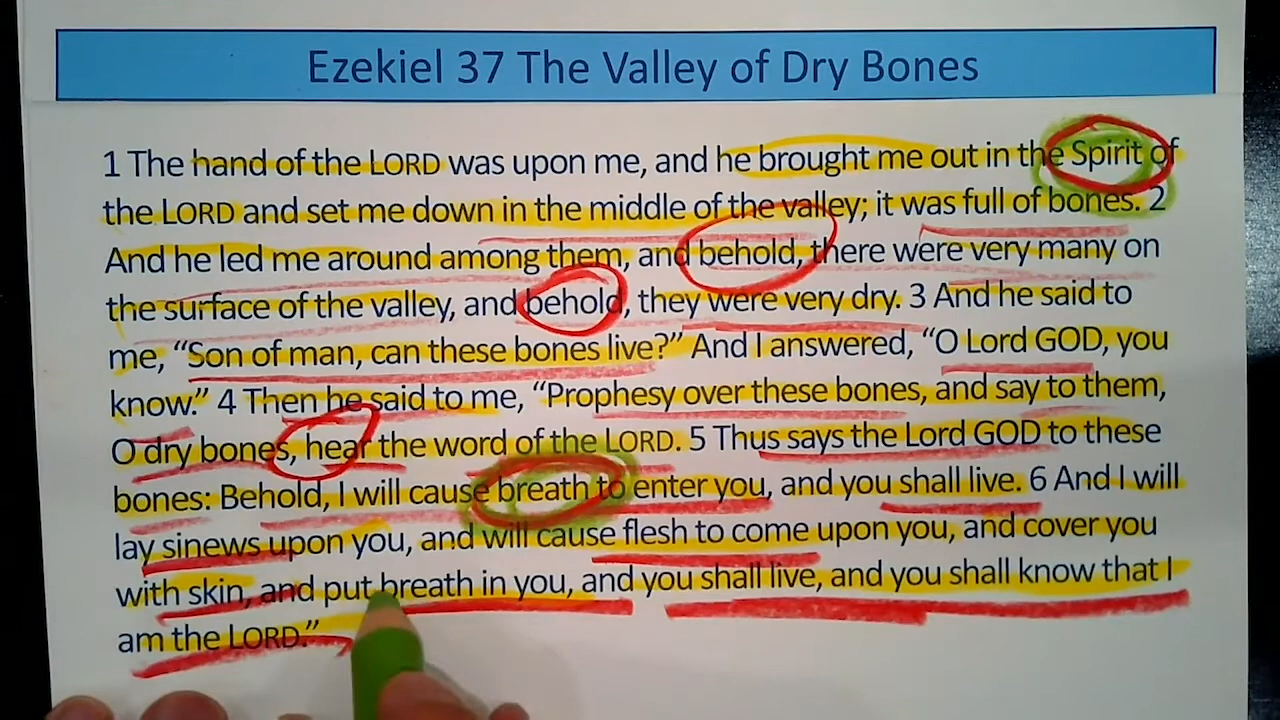 Ezekiel 37 The Valley of Dry Bones
1 The hand of the LORD was upon me, and he brought me out in the Spirit of
the LORD and set me down in the middle of the valley; it was full of bones. 2
And he led me around among them, and behold, there were very many on
the surface of the valley, and behold, they were very dry. 3 And he said to
me, “Son of man, can these bones live?” And I answered, “O Lord GOD, you
know.” 4 Then he said to me, “Prophesy over these bones, and say to them,
O dry bones, hear the word of the LORD. 5 Thus says the Lord GOD to these
bones: Behold, I will cause breath to enter you, and you shall live. 6 And I will
lay sinews upon you, and will cause flesh to come upon you, and cover you
with skin, and put breath in you, and you shall live, and you shall know that I
am the LORD.”